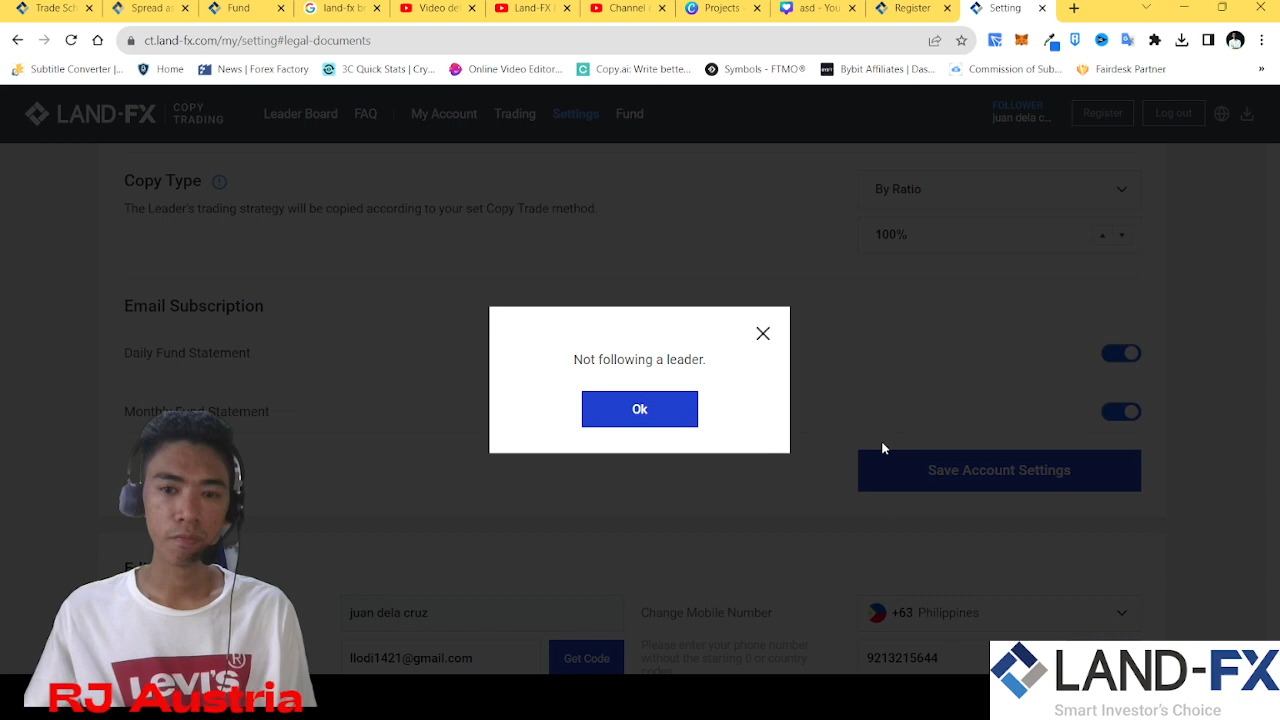 Trade Sc
Spread as
Fund
land-fx b
Video de
Land-FX
Channel
Projects -
asd - You
Register
Setting
ct.land-fx.com/my/setting#legal-documents
Subtitle Converter |...
Home
News | Forex Factory
3C Quick Stats | Cry...
Online Video Editor...
Copy.ai: Write bette...
Symbols - FTMO®
Bybit Affiliates | Das...
Commission of Sub...
Fairdesk Partner
»
LAND-FX
COPY
TRADING
Leader Board
FAQ
My Account
Trading
Settings
Fund
FOLLOWER
juan dela c...
Register
Log out
Copy Type
By Ratio
The Leader's trading strategy will be copied according to your set Copy Trade method.
100%
Email Subscription
Daily Fund Statement
Not following a leader.
Ok
Monthly Fund Statement
Save Account Settings
juan dela cruz
Change Mobile Number
+63 Philippines
llodi1421@gmail.com
Get Code
Please enter your phone number
without the starting 0 or country
9213215644
LEVI'S®
RJ Austria
LAND-FX
Smart Investor's Choice